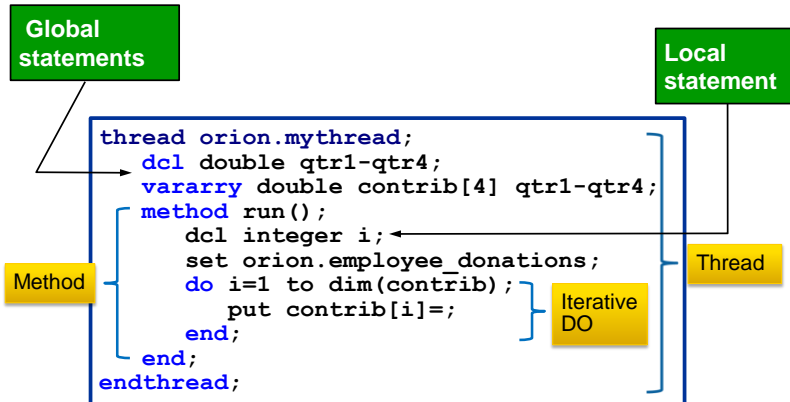 Global
statements
Local
statement
thread orion.mythread;
dcl double qtr1-qtr4;
vararry double contrib[4] qtr1-qtr4;
method run();
dcl integer i;
set orion.employee_donations;
do i=1 to dim(contrib);
put contrib[i]=;
end;
end;
endthread;
Method
Iterative
DO
Thread